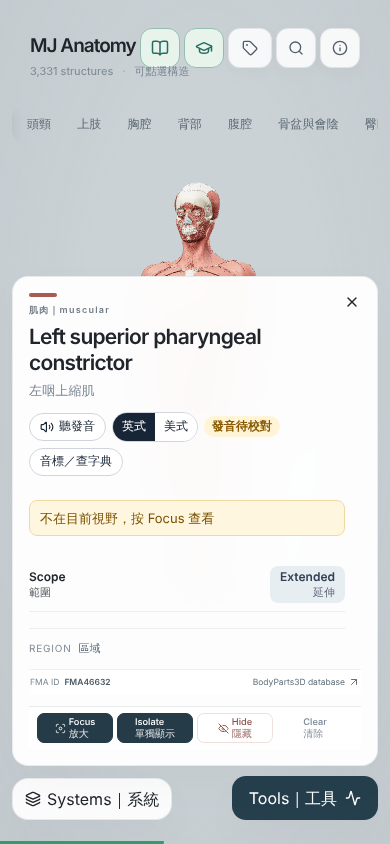 MJ Anatomy
3,331 structures · 可點選構造
頭頸 上肢 胸腔 背部 腹腔 骨盆與會陰 臀
肌肉 | muscular
Left superior pharyngeal
constrictor
左咽上縮肌
聽發音 英式 美式 發音待校對
音標／查字典
不在目前視野，按 Focus 查看
Scope Extended
範圍 延伸
REGION 區域
FMA ID FMA46632 BodyParts3D database
Focus Isolate Hide Clear
放大 單獨顯示 隱藏 清除
Systems | 系統 Tools | 工具